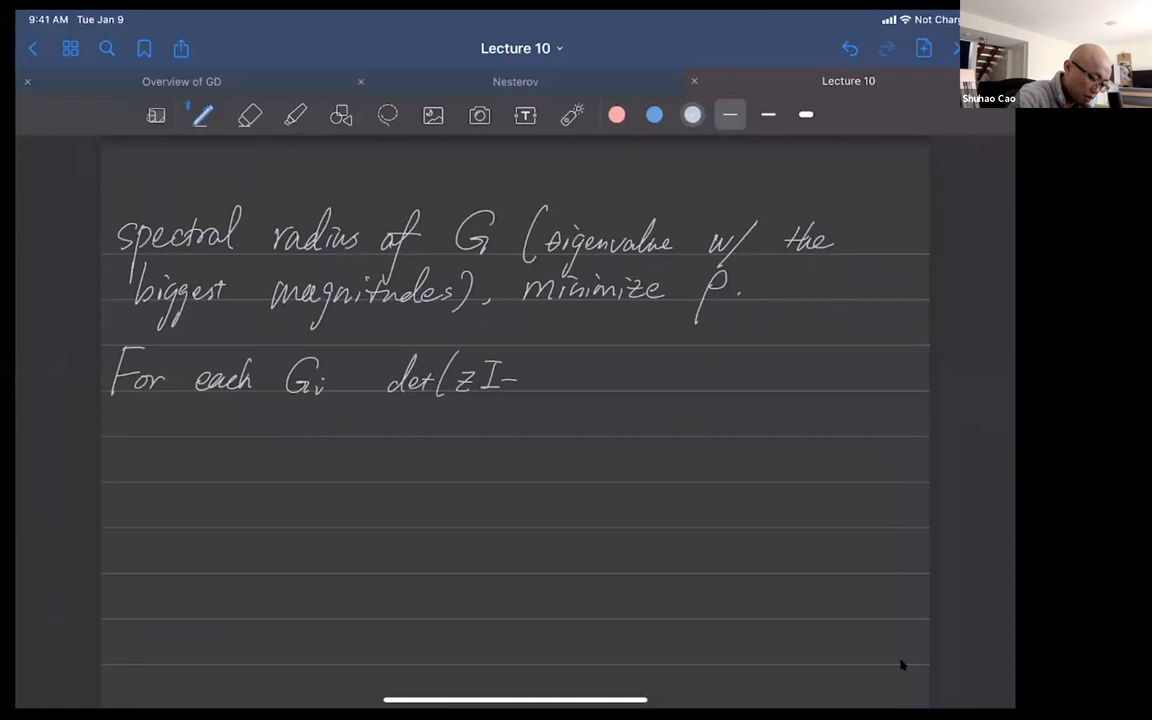 9:41 AM Tue Jan 9
Not Charg
Lecture 10
Overview of GD
Nesterov
Lecture 10
Shuhao Cao
spectral radius of G (eigenvalue w/ the
biggest magnitudes), minimize ρ.
For each Gi det(zI-